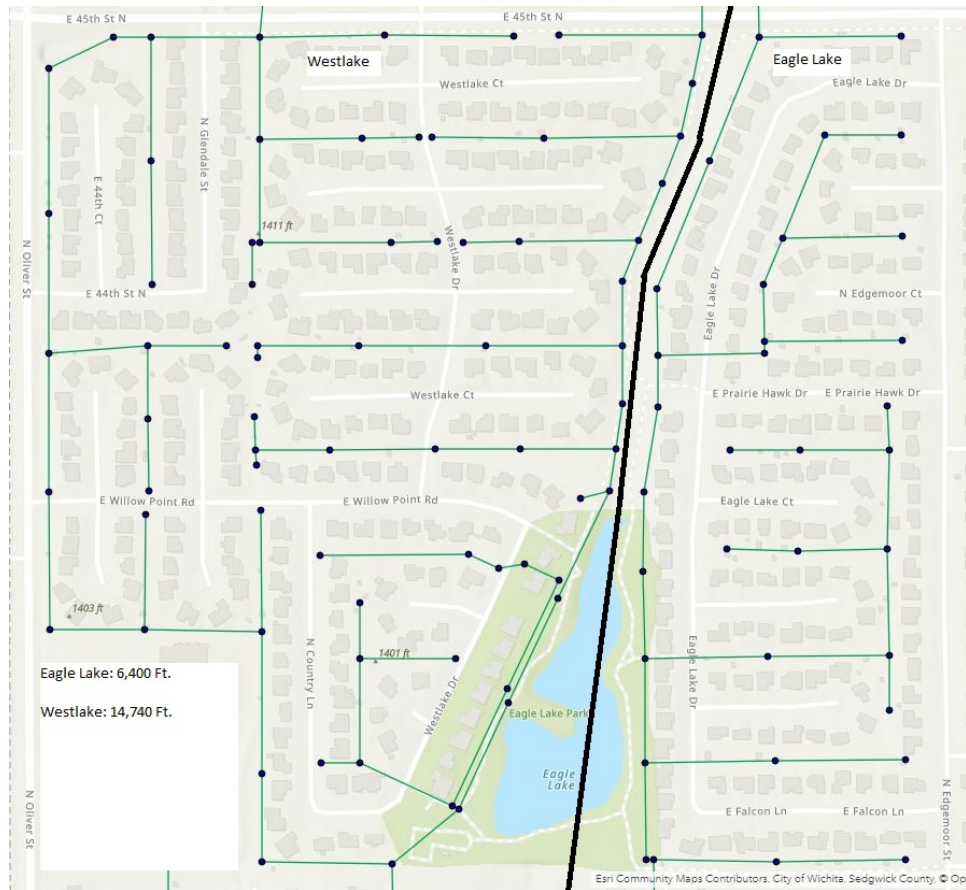 E 45th St N
E 45th St N
Westlake
Eagle Lake
Westlake Ct
Eagle Lake Dr
N Glendale St
E 44th Ct
1411 ft
Westlake Dr
N Oliver St
E 44th St N
Eagle Lake Dr
N Edgemoor Ct
Westlake Ct
E Prairie Hawk Dr
E Prairie Hawk Dr
E Willow Point Rd
E Willow Point Rd
Eagle Lake Ct
1403 ft
N Country Ln
1401 ft
Westlake Dr
Eagle Lake Dr
Eagle Lake: 6,400 Ft.
Westlake: 14,740 Ft.
Eagle Lake Park
Eagle
Lake
N Oliver St
E Falcon Ln
E Falcon Ln
N Edgemoor St
Esri Community Maps Contributors, City of Wichita, Sedgwick County, © Op